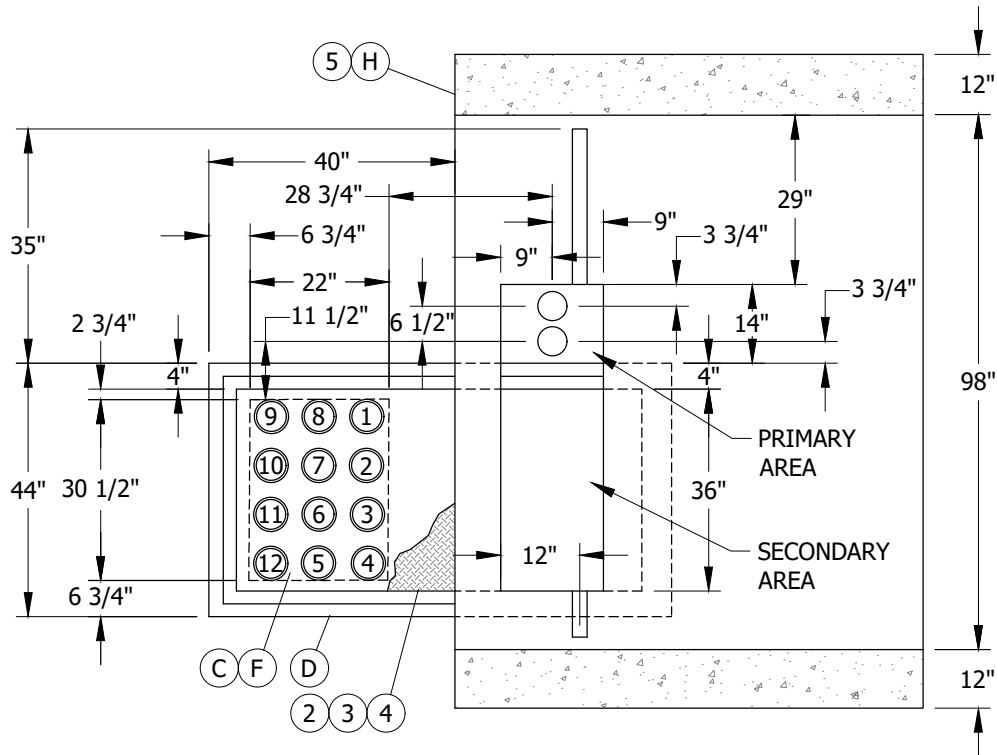 5 H
12"
40"
28 3/4"
29"
35"
6 3/4"
9"
3 3/4"
9"
22"
3 3/4"
2 3/4"
11 1/2"
6 1/2"
14"
4"
4"
98"
9 8 1
PRIMARY
AREA
10 7 2
44"
30 1/2"
36"
11 6 3
SECONDARY
AREA
12"
12 5 4
6 3/4"
C F D
12"
2 3 4